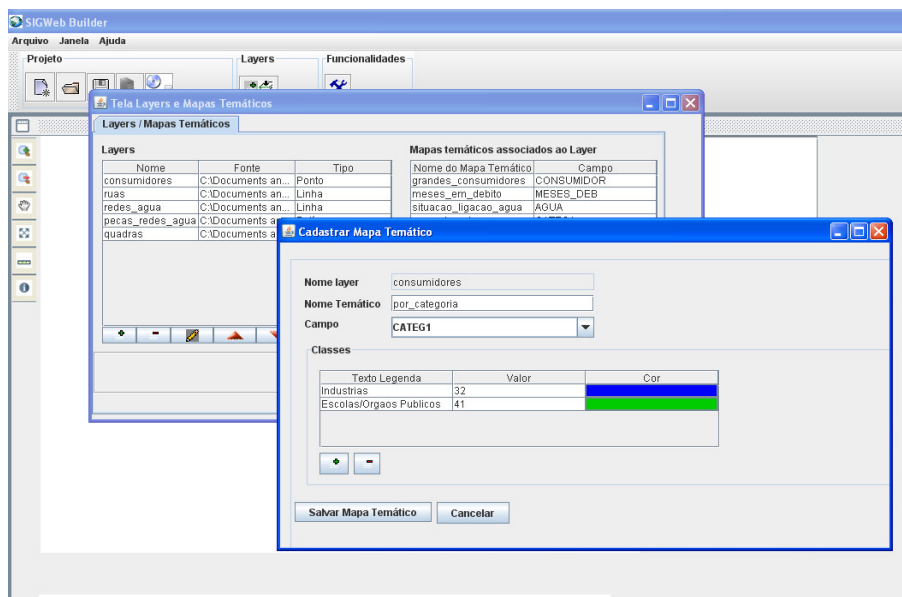 SIGWeb Builder
Arquivo Janela Ajuda
Projeto Layers Funcionalidades
Tela Layers e Mapas Temáticos
Layers / Mapas Temáticos
Layers
Nome Fonte Tipo
consumidores C:\Documents an... Ponto
ruas C:\Documents an... Linha
redes_agua C:\Documents an... Linha
pecas_redes_agua C:\Documents a
quadras C:\Documents a
Mapas temáticos associados ao Layer
Nome do Mapa Temático Campo
grandes_consumidores CONSUMIDOR
meses_em_debito MESES_DEB
situacao_ligacao_agua AGUA
Cadastrar Mapa Temático
Nome layer consumidores
Nome Temático por_categoria
Campo CATEG1
Classes
Texto Legenda Valor Cor
Industrias 32
Escolas/Orgaos Publicos 41
+ -
Salvar Mapa Temático Cancelar